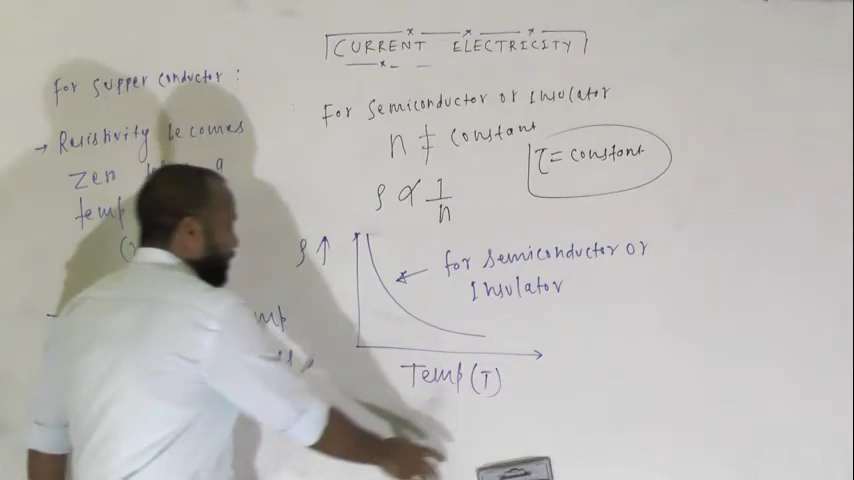 CURRENT ELECTRICITY
For Supper Conductor :
→ Resistivity becomes
Zero
temp
For Semiconductor or Insulator
n ≠ constant
τ = constant
ρ ∝ 1/n
ρ ↑
for semiconductor or
Insulator
Temp (T)